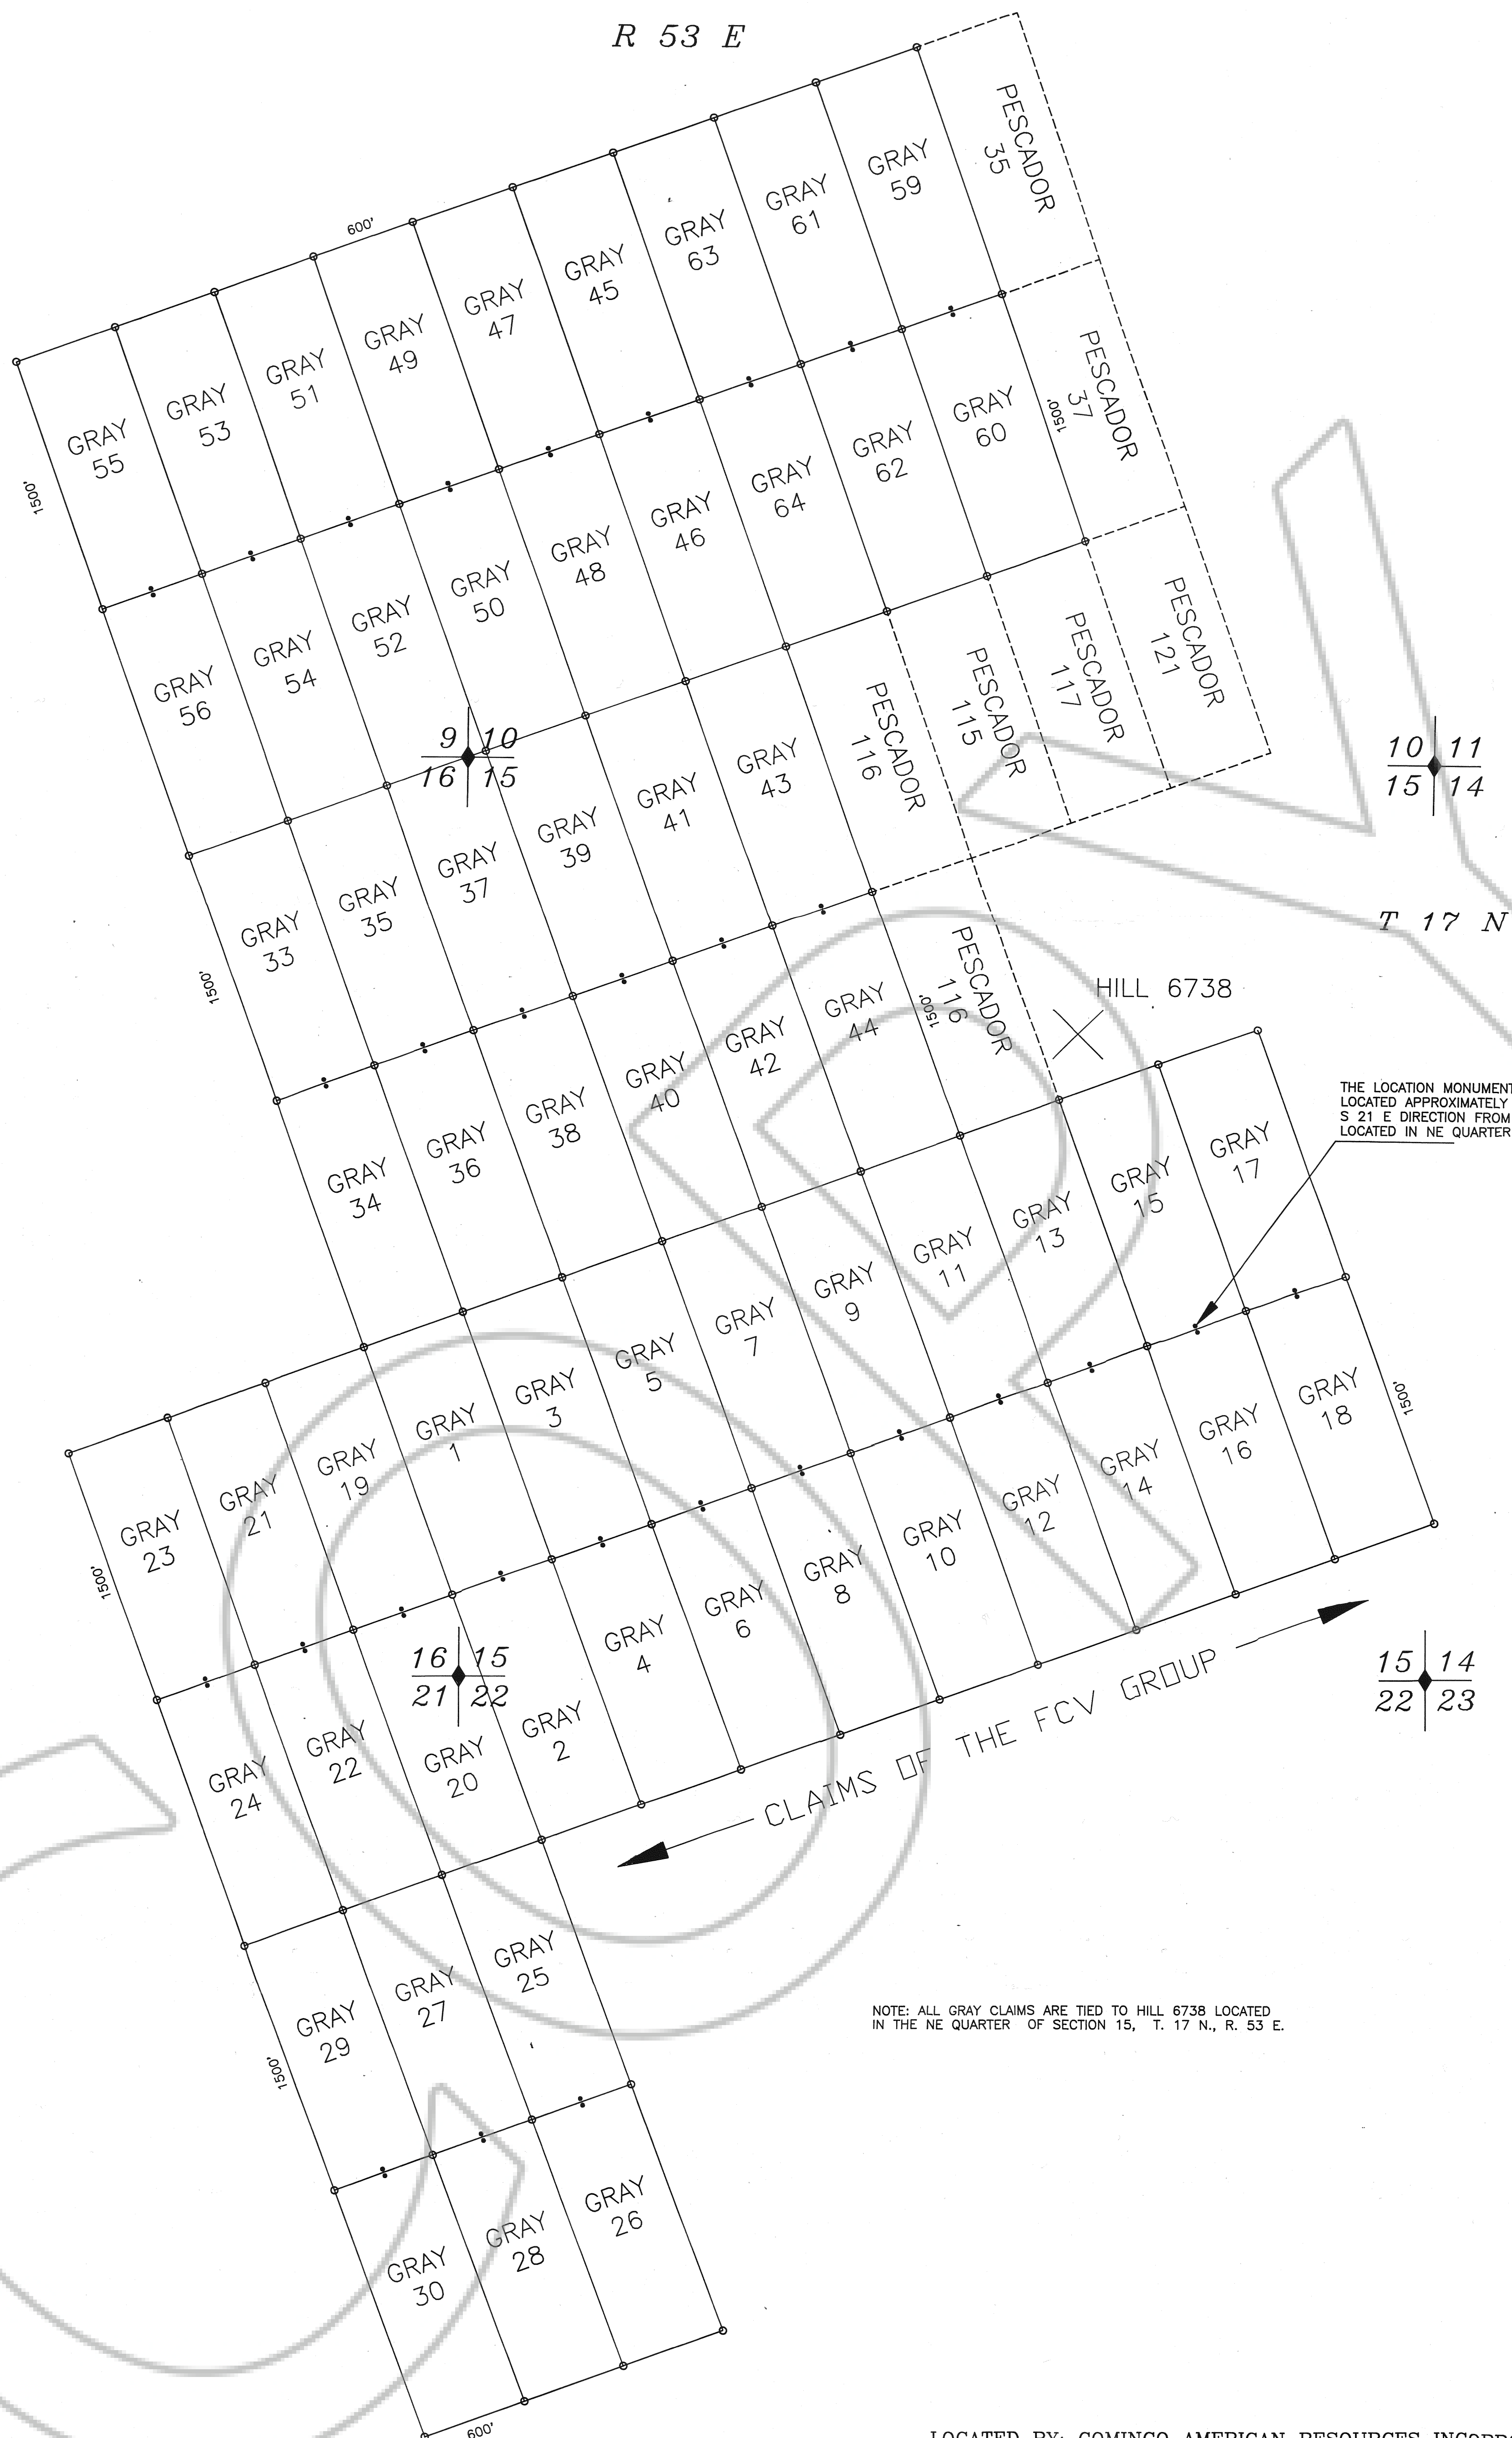 R 53 E
PESCADOR
35
GRAY
59
GRAY
61
GRAY
63
GRAY
45
GRAY
47
GRAY
49
GRAY
51
GRAY
53
GRAY
55
600'
1500'
PESCADOR
37
1500'
GRAY
60
GRAY
62
GRAY
64
GRAY
46
GRAY
48
GRAY
50
GRAY
52
GRAY
54
GRAY
56
9 10
16 15
PESCADOR
121
PESCADOR
117
PESCADOR
115
PESCADOR
116
10 11
15 14
GRAY
43
GRAY
41
GRAY
39
GRAY
37
GRAY
35
GRAY
33
1500'
T 17 N
HILL 6738
PESCADOR
116
1500'
GRAY
44
GRAY
42
GRAY
40
GRAY
38
GRAY
36
GRAY
34
THE LOCATION MONUMENT
LOCATED APPROXIMATELY
S 21 E DIRECTION FROM
LOCATED IN NE QUARTER
GRAY
17
GRAY
15
GRAY
13
GRAY
11
GRAY
9
GRAY
7
GRAY
5
GRAY
3
GRAY
1
GRAY
19
GRAY
21
GRAY
23
1500'
1500'
GRAY
18
GRAY
16
GRAY
14
GRAY
12
GRAY
10
GRAY
8
GRAY
6
GRAY
4
GRAY
2
GRAY
20
GRAY
22
GRAY
24
16 15
21 22
15 14
22 23
CLAIMS OF THE FCV GROUP
GRAY
25
GRAY
27
GRAY
29
1500'
NOTE: ALL GRAY CLAIMS ARE TIED TO HILL 6738 LOCATED
IN THE NE QUARTER OF SECTION 15, T. 17 N., R. 53 E.
GRAY
26
GRAY
28
GRAY
30
600'
LOCATED BY: COMINCO AMERICAN RESOURCES